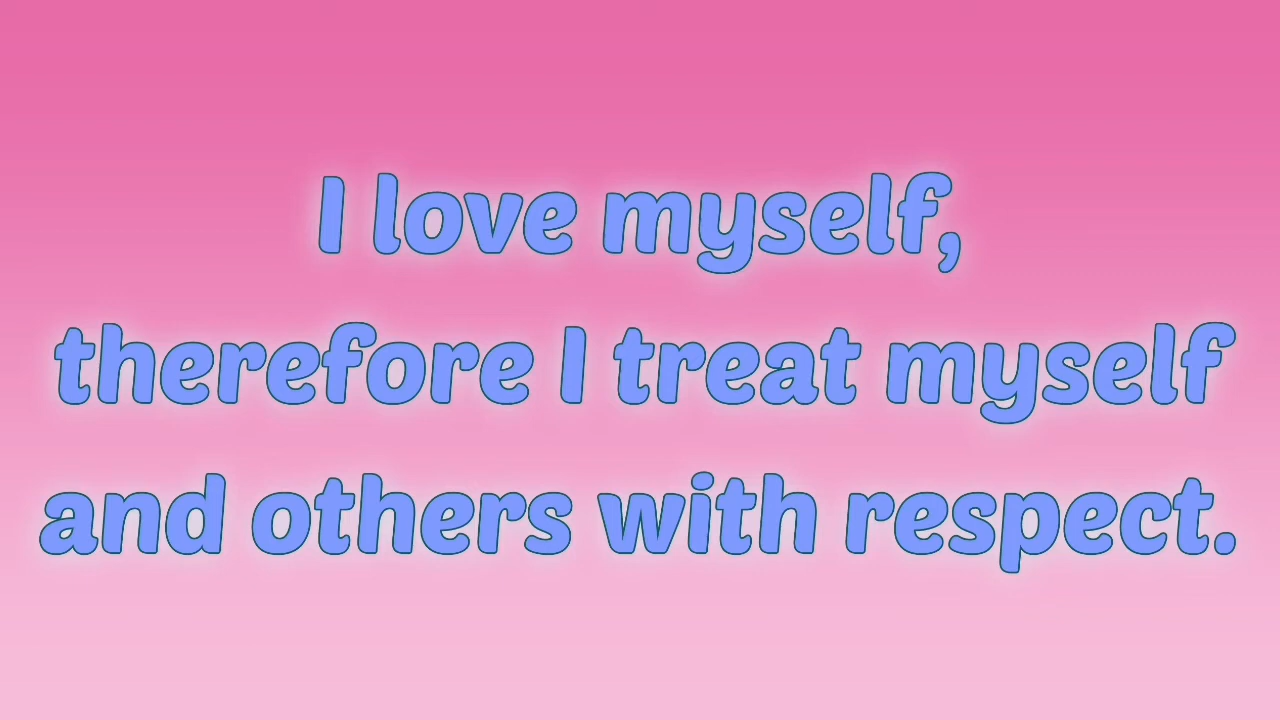 I love myself,
therefore I treat myself
and others with respect.